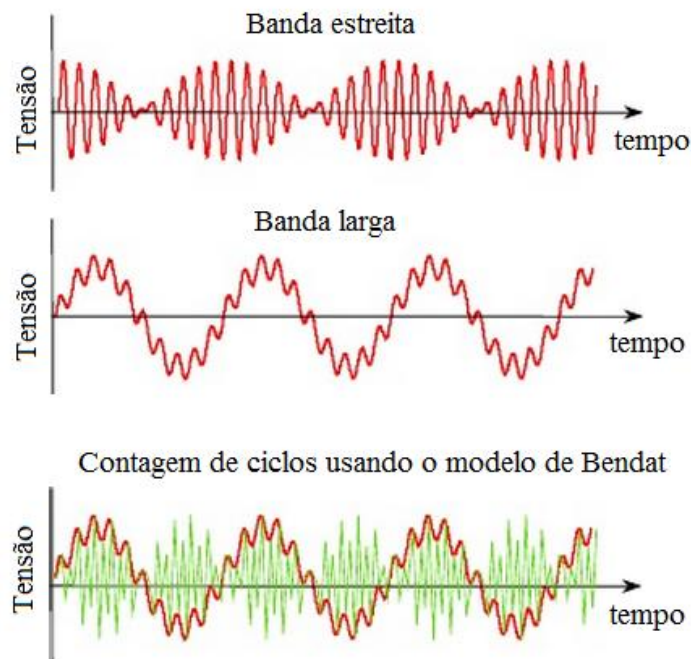 Banda estreita
Tensão
tempo
Banda larga
Tensão
tempo
Contagem de ciclos usando o modelo de Bendat
Tensão
tempo